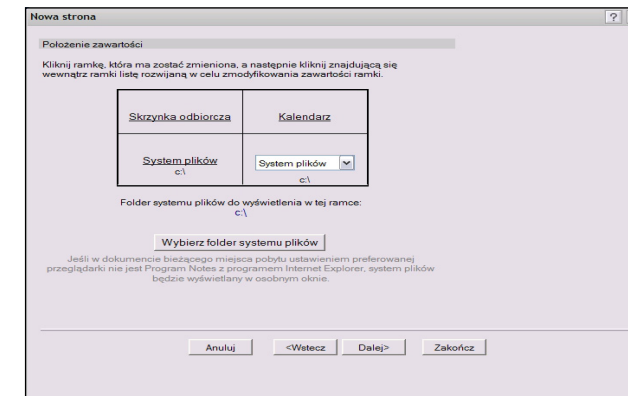 Nowa strona
?
Położenie zawartości
Kliknij ramkę, która ma zostać zmieniona, a następnie kliknij znajdującą się
wewnątrz ramki listę rozwijaną w celu zmodyfikowania zawartości ramki.
Skrzynka odbiorcza
Kalendarz
System plików
c:\
System plików
c:\
Folder systemu plików do wyświetlenia w tej ramce:
c:\
Wybierz folder systemu plików
Jeśli w dokumencie bieżącego miejsca pobytu ustawieniem preferowanej
przeglądarki nie jest Program Notes z programem Internet Explorer, system plików
będzie wyświetlany w osobnym oknie.
Anuluj
<Wstecz
Dalej>
Zakończ